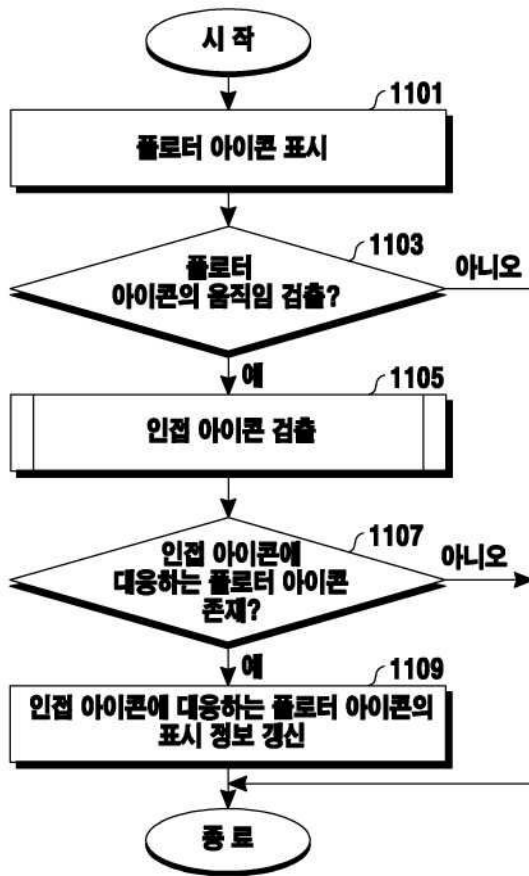 시 작
1101
플로터 아이콘 표시
1103
플로터
아이콘의 움직임 검출?
아니오
예
1105
인접 아이콘 검출
1107
인접 아이콘에
대응하는 플로터 아이콘
존재?
아니오
예
1109
인접 아이콘에 대응하는 플로터 아이콘의
표시 정보 갱신
종 료